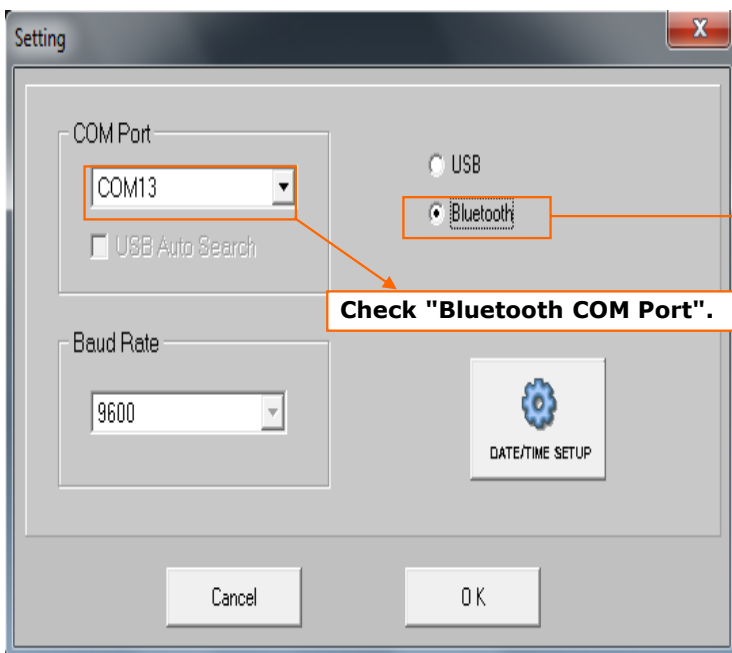 Setting
X
COM Port
COM13
USB Auto Search
USB
Bluetooth
Check "Bluetooth COM Port".
Baud Rate
9600
DATE/TIME SETUP
Cancel
OK